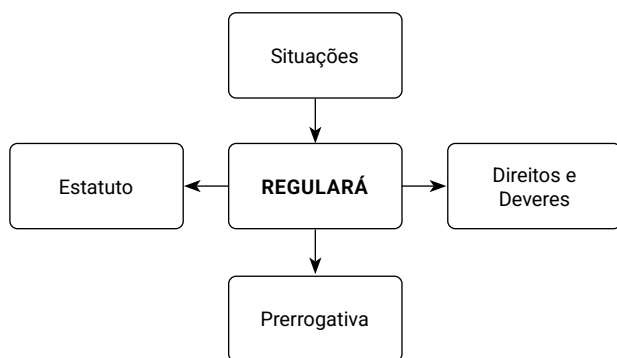 Situações
Estatuto
REGULARÁ
Direitos e
Deveres
Prerrogativa